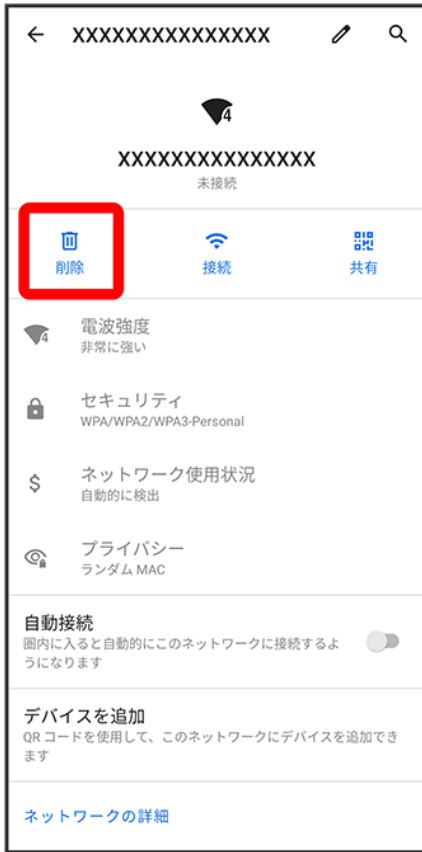 XXXXXXXXXXXXXXX
4
XXXXXXXXXXXXXXX
未接続
削除
接続
共有
4
電波強度
非常に強い
セキュリティ
WPA/WPA2/WPA3-Personal
$
ネットワーク使用状況
自動的に検出
プライバシー
ランダム MAC
自動接続
圏内に入ると自動的にこのネットワークに接続するよ
うになります
デバイスを追加
QR コードを使用して、このネットワークにデバイスを追加でき
ます
ネットワークの詳細